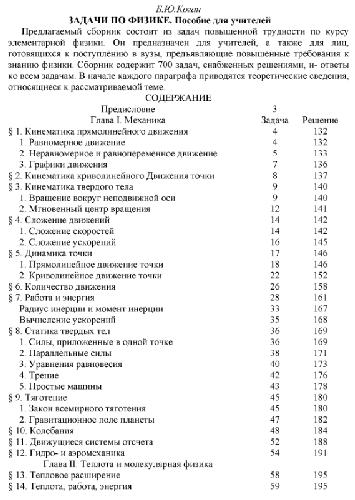 Б.Ю.Коган
ЗАДАЧИ ПО ФИЗИКЕ. Пособие для учителей
Предлагаемый сборник состоит из задач повышенной трудности по курсу
элементарной физики. Он предназначен для учителей, а также для лиц,
готовящихся к поступлению в вузы, предъявляющие повышенные требования к
знанию физики. Сборник содержит 700 задач, снабженных решениями, и- ответы
ко всем задачам. В начале каждого параграфа приводятся теоретические сведения,
относящиеся к рассматриваемой теме.
СОДЕРЖАНИЕ
Предисловие 3
Глава I. Механика Задача Решение
§ 1. Кинематика прямолинейного движения 4 132
1. Равномерное движение 4 132
2. Неравномерное и равнопеременное движение 5 133
3. Графики движения 7 136
§ 2. Кинематика криволинейного Движения точки 8 137
§ 3. Кинематика твердого тела 9 140
1. Вращение вокруг неподвижной оси 9 140
2. Мгновенный центр вращения 12 141
§ 4. Сложение движений 14 142
1. Сложение скоростей 14 142
2. Сложение ускорений 16 145
§ 5. Динамика точки 17 146
1. Прямолинейное движение точки 18 146
2. Криволинейное движение точки 22 152
§ 6. Количество движения 26 158
§ 7. Работа и энергия 28 161
Радиус инерции и момент инерции 33 167
Вычисление ускорений 35 168
§ 8. Статика твердых тел 36 169
1. Силы, приложенные в одной точке 36 169
2. Параллельные силы 38 171
3. Уравнения равновесия 40 173
4. Трение 42 176
5. Простые машины 43 178
§ 9. Тяготение 45 180
1. Закон всемирного тяготения 45 180
2. Гравитационное поле планеты 47 182
§ 10. Колебания 48 184
§ 11. Движущиеся системы отсчета 52 188
§ 12. Гидро- и аэромеханика 54 191
Глава II. Теплота и молекулярная физика
§ 13. Тепловое расширение 58 195
§ 14. Теплота, работа, энергия 59 195